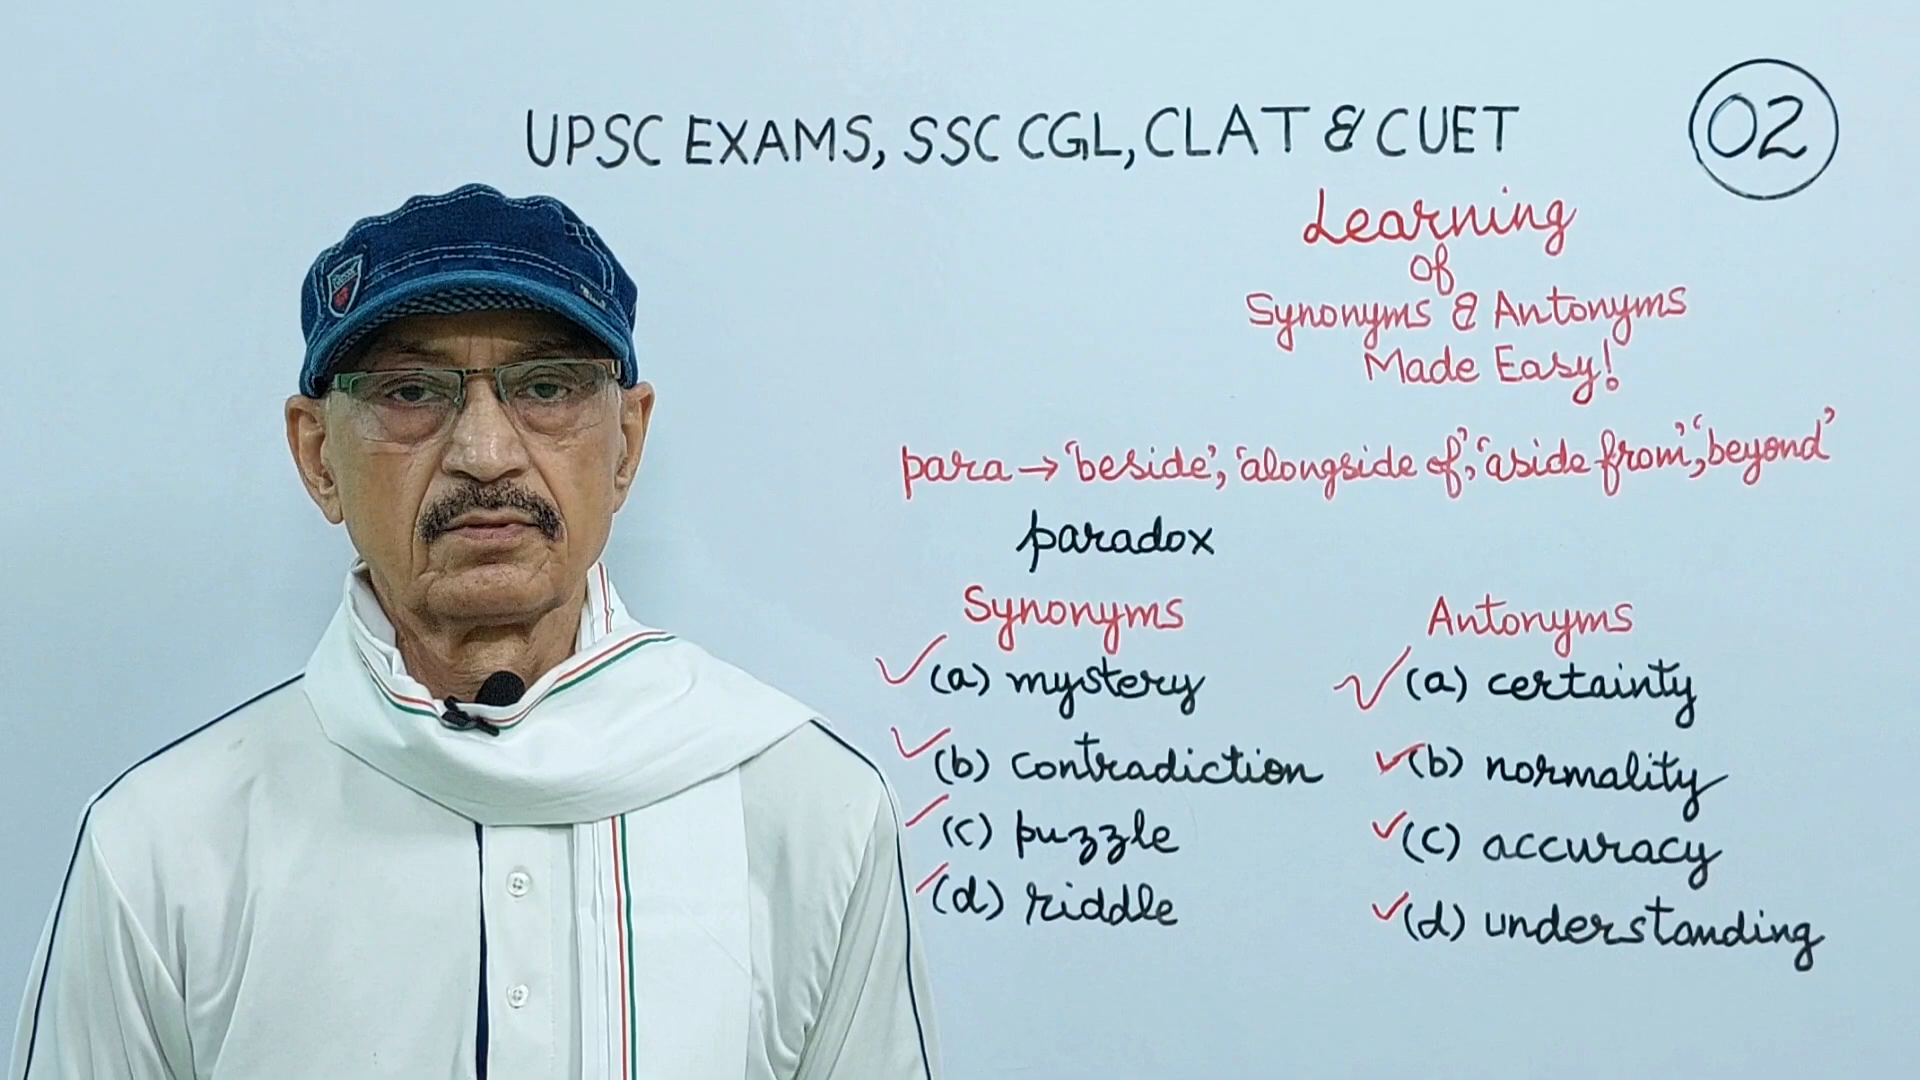 UPSC EXAMS, SSC CGL, CLAT & CUET
02
Learning
of
Synonyms & Antonyms
Made Easy!
para → 'beside', 'alongside of', 'aside from', 'beyond'
paradox
Synonyms
(a) mystery
(b) contradiction
(c) puzzle
(d) riddle
Antonyms
(a) certainty
(b) normality
(c) accuracy
(d) understanding